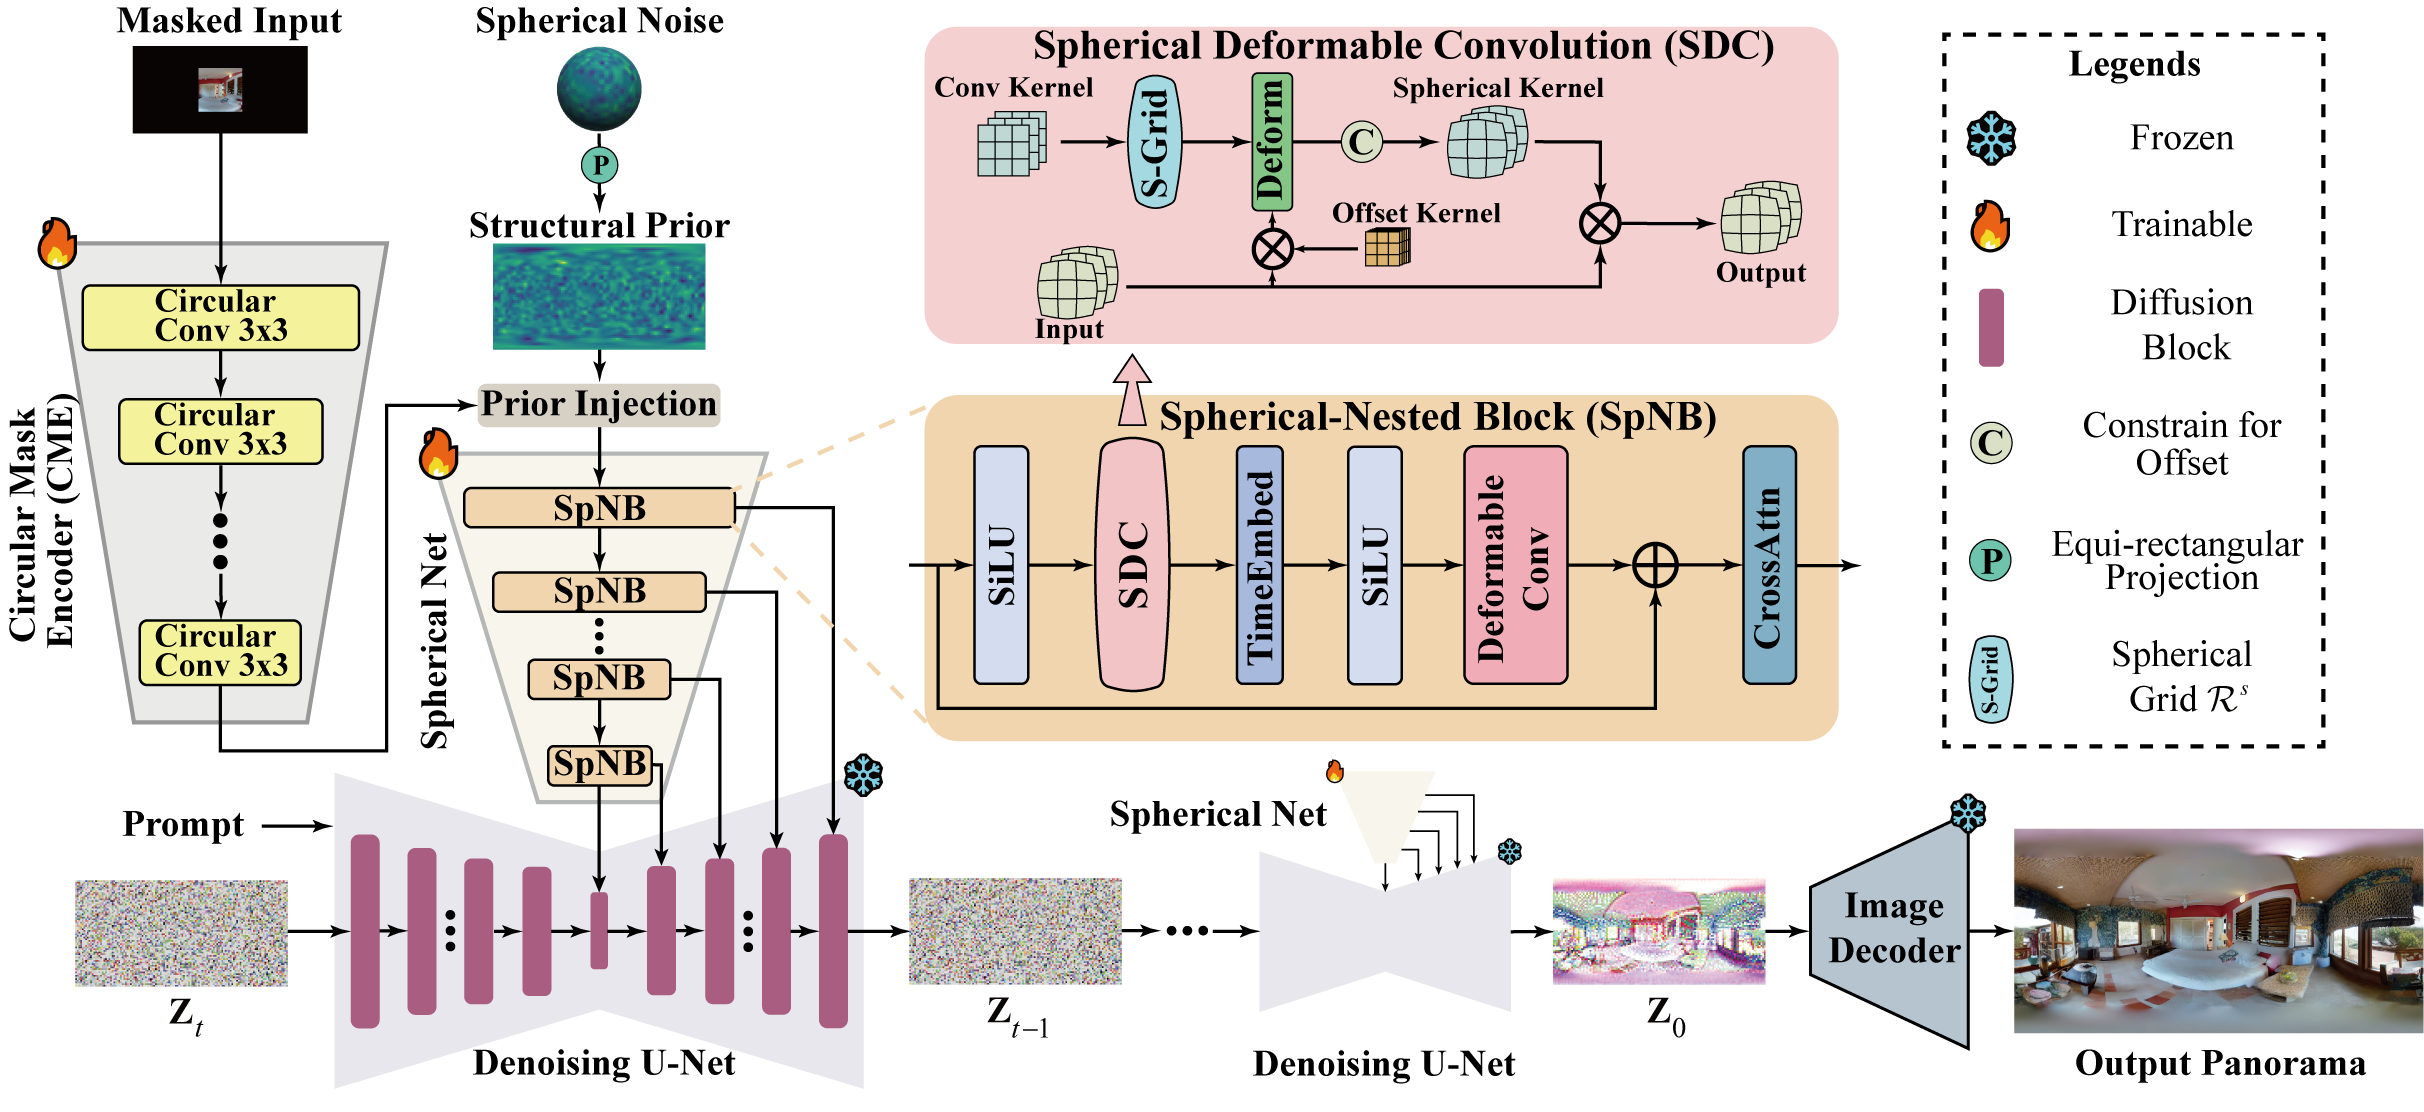 Masked Input
Spherical Noise
P
Structural Prior
Prior Injection
Circular
Conv 3x3
Circular
Conv 3x3
Circular
Conv 3x3
Circular Mask
Encoder (CME)
SpNB
SpNB
SpNB
SpNB
Spherical Net
Spherical Deformable Convolution (SDC)
Conv Kernel
S-Grid
Deform
C
Spherical Kernel
Offset Kernel
Input
Output
Spherical-Nested Block (SpNB)
SiLU
SDC
TimeEmbed
SiLU
Deformable
Conv
CrossAttn
Legends
Frozen
Trainable
Diffusion
Block
C
Constrain for
Offset
P
Equi-rectangular
Projection
S-Grid
Spherical
Grid ℛˢ
Prompt
Z_t
Denoising U-Net
Z_{t-1}
Spherical Net
Denoising U-Net
Z_0
Image
Decoder
Output Panorama